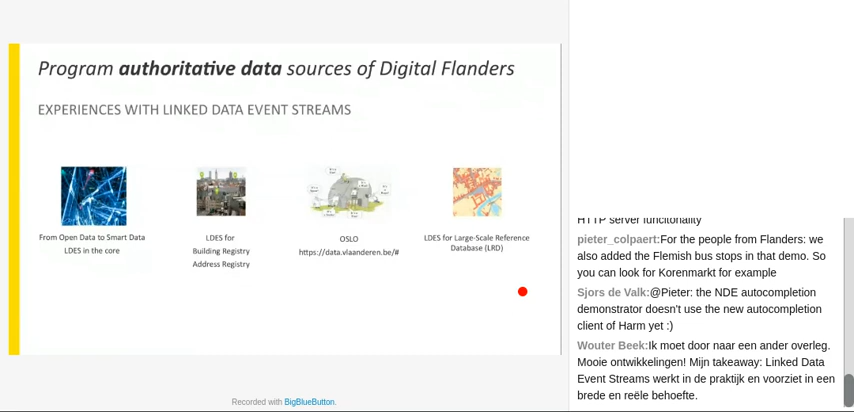 Program authoritative data sources of Digital Flanders
EXPERIENCES WITH LINKED DATA EVENT STREAMS
From Open Data to Smart Data
LDES in the core
LDES for
Building Registry
Address Registry
OSLO
https://data.vlaanderen.be/#
LDES for Large-Scale Reference
Database (LRD)
Recorded with BigBlueButton.
HTTP server funcitonality
pieter_colpaert:For the people from Flanders: we
also added the Flemish bus stops in that demo. So
you can look for Korenmarkt for example
Sjors de Valk:@Pieter: the NDE autocompletion
demonstrator doesn't use the new autocompletion
client of Harm yet :)
Wouter Beek:Ik moet door naar een ander overleg.
Mooie ontwikkelingen! Mijn takeaway: Linked Data
Event Streams werkt in de praktijk en voorziet in een
brede en reële behoefte.